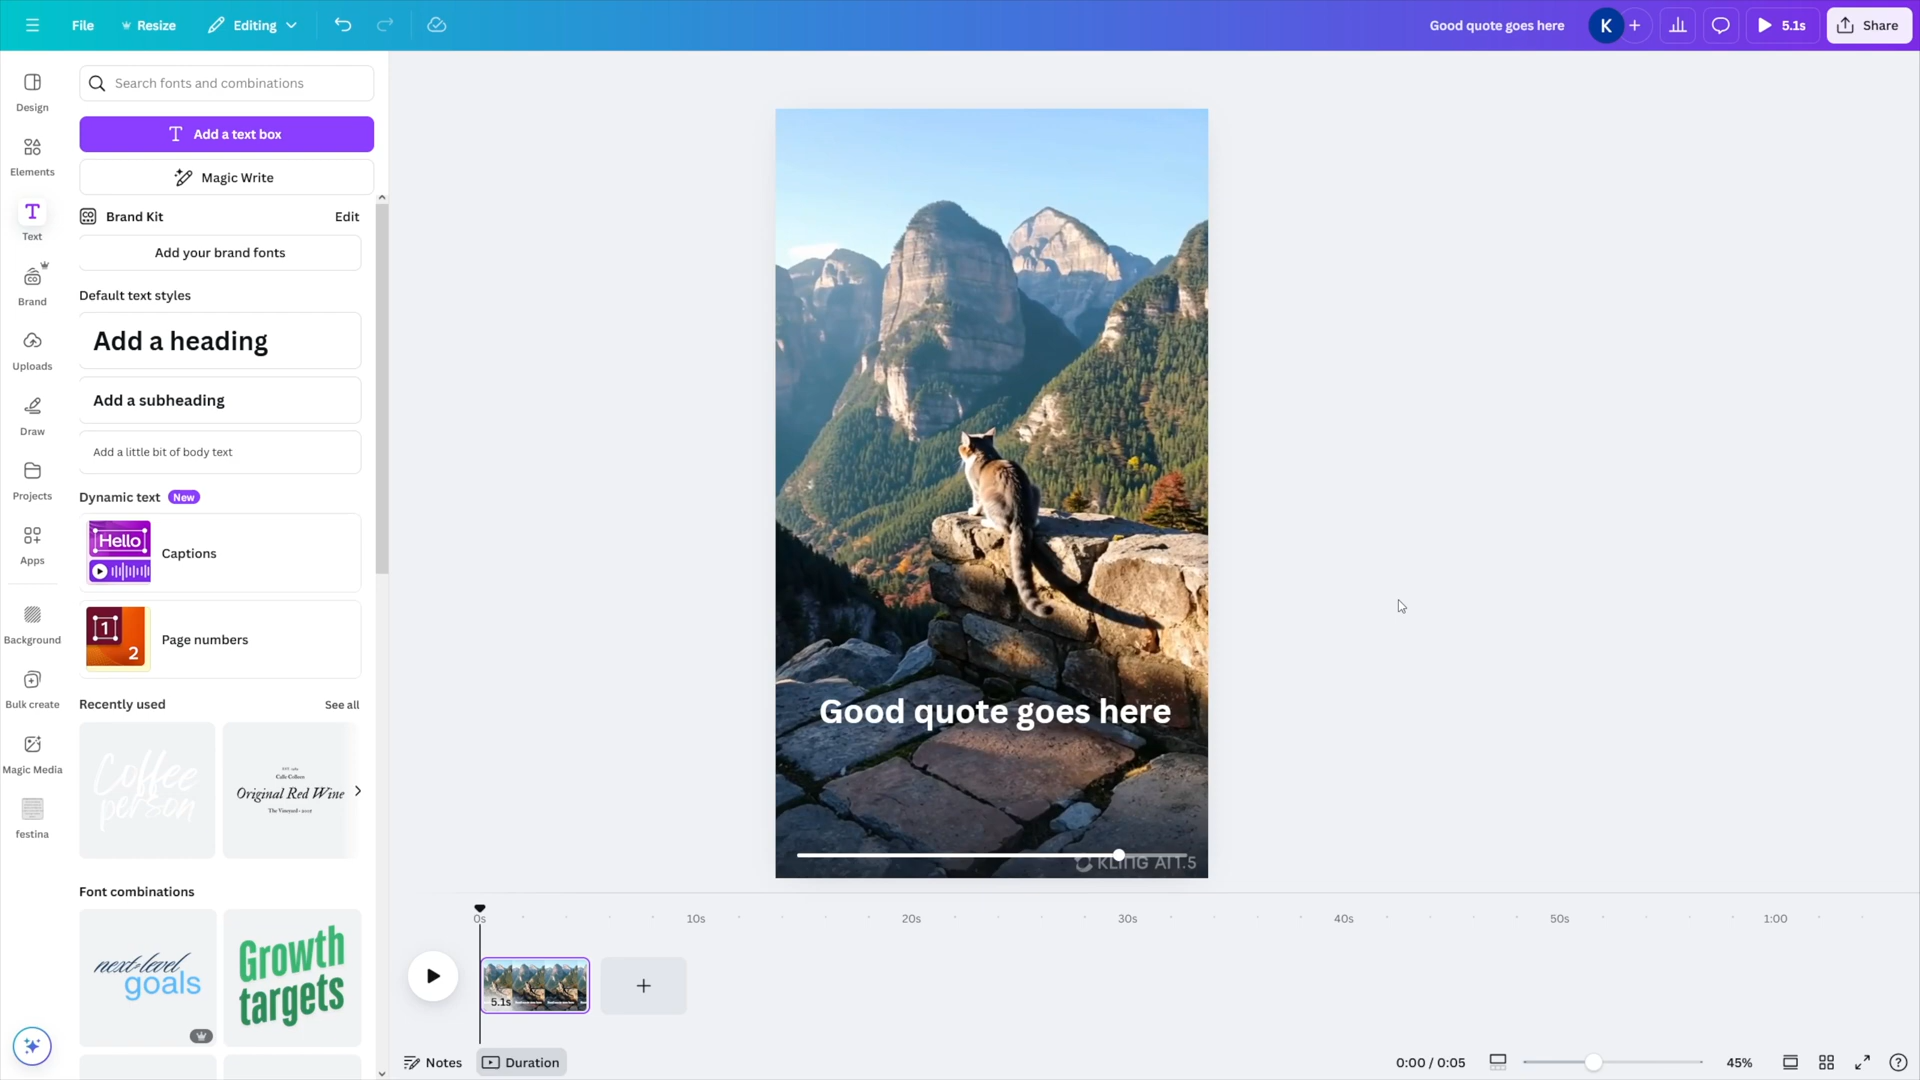 File
Resize
Editing
Good quote goes here
K
5.1s
Share
Design
Elements
Text
Brand
Uploads
Draw
Projects
Apps
Background
Bulk create
Magic Media
festina
Search fonts and combinations
Add a text box
Magic Write
Brand Kit
Edit
Add your brand fonts
Default text styles
Add a heading
Add a subheading
Add a little bit of body text
Dynamic text New
Hello
Captions
1
2
Page numbers
Recently used
See all
Coffee
person
Calle Colleen
Original Red Wine
Font combinations
next-level
goals
Growth
targets
Good quote goes here
KLING AI 1.5
0s
10s
20s
30s
40s
50s
1:00
5.1s
Notes
Duration
0:00 / 0:05
45%